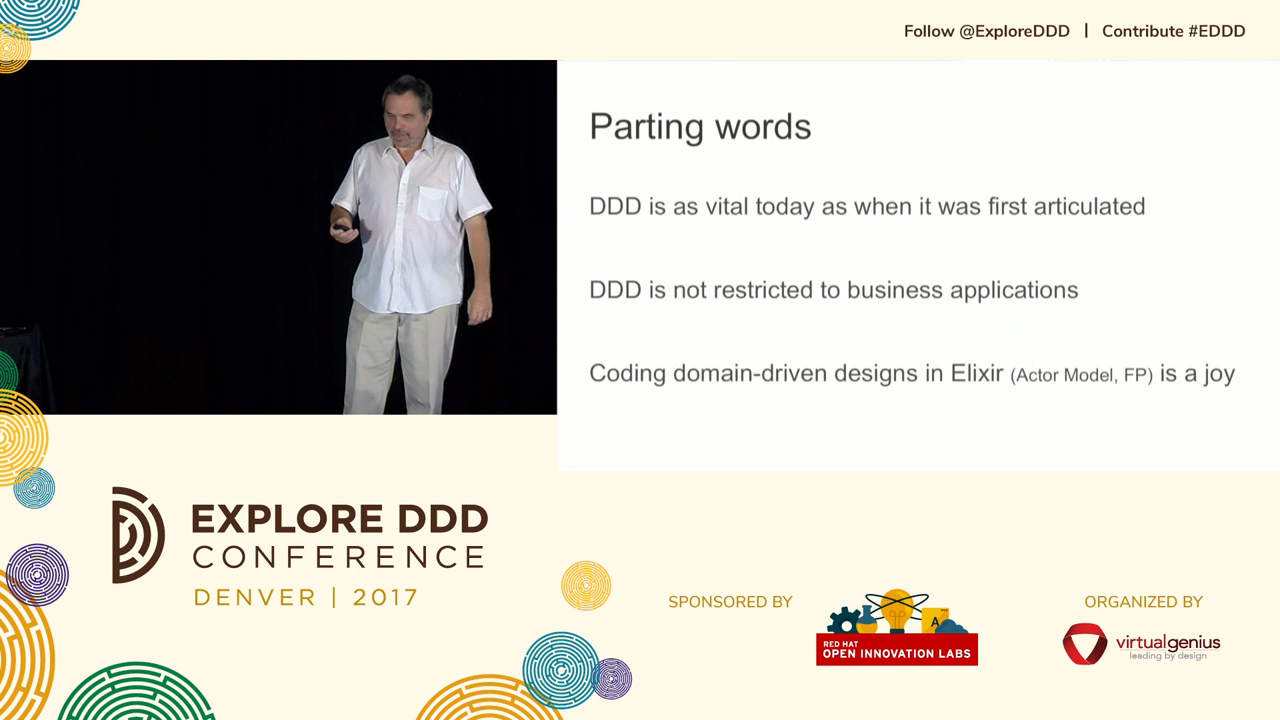 Follow @ExploreDDD | Contribute #EDDD
Parting words
DDD is as vital today as when it was first articulated
DDD is not restricted to business applications
Coding domain-driven designs in Elixir (Actor Model, FP) is a joy
EXPLORE DDD
CONFERENCE
DENVER | 2017
SPONSORED BY
A
RED HAT
OPEN INNOVATION LABS
ORGANIZED BY
virtualgenius
leading by design